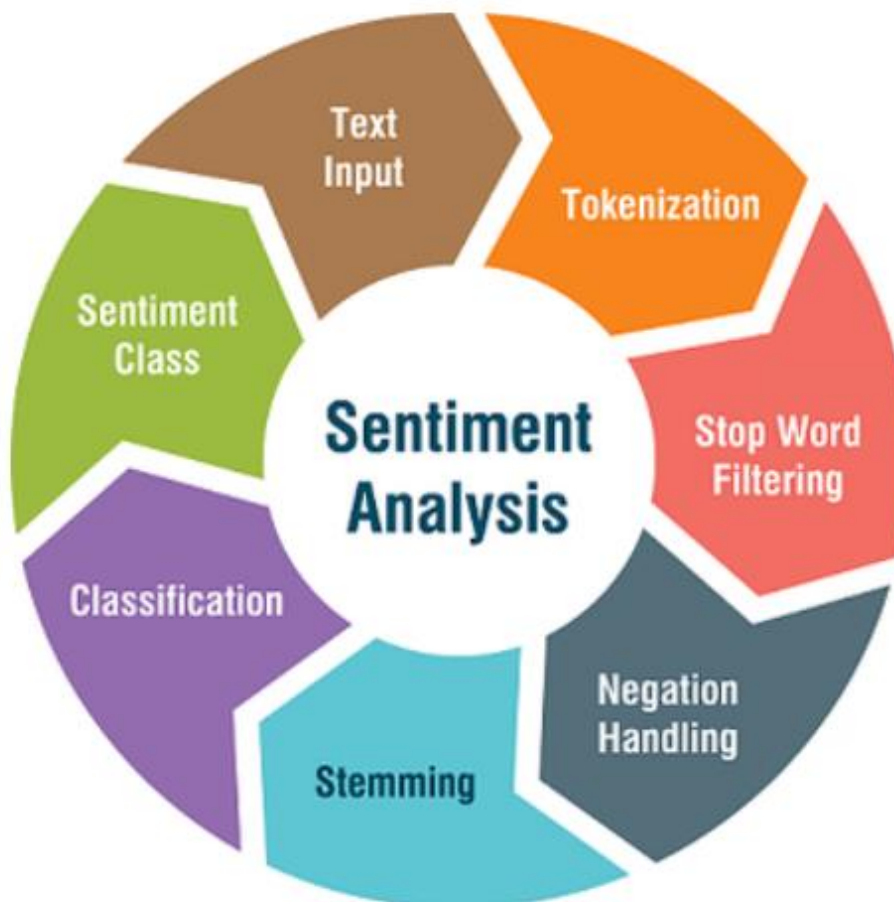 Text
Input
Tokenization
Stop Word
Filtering
Negation
Handling
Stemming
Classification
Sentiment
Class
Sentiment
Analysis